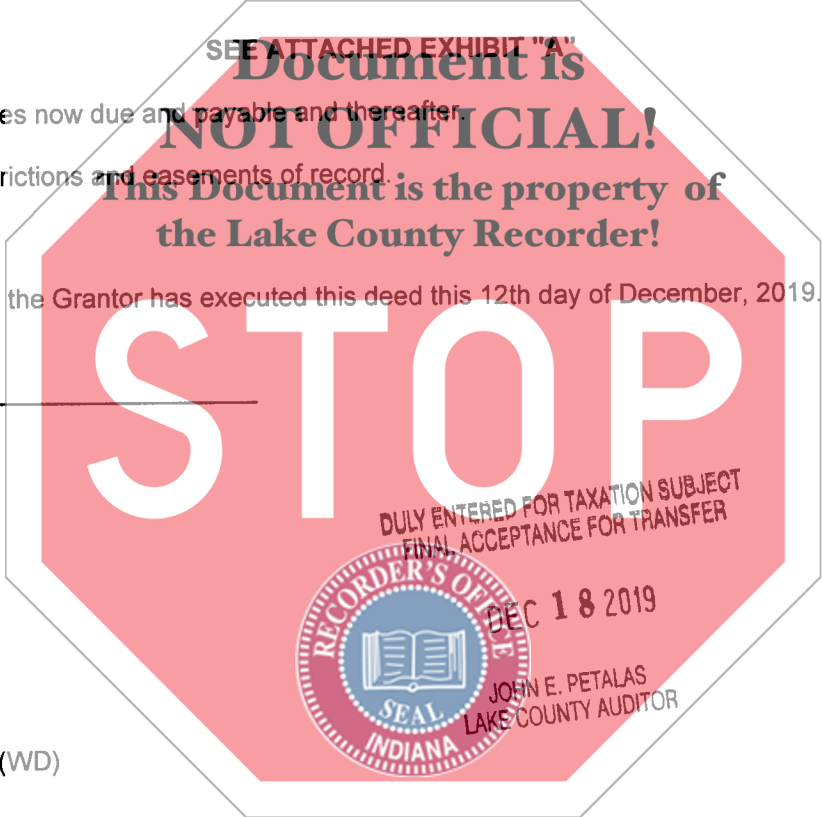 SEE ATTACHED EXHIBIT "A"
Document is
es now due and payable and thereafter.
NOT OFFICIAL!
rictions and easements of record.
This Document is the property of
the Lake County Recorder!
the Grantor has executed this deed this 12th day of December, 2019.
STOP
DULY ENTERED FOR TAXATION SUBJECT
FINAL ACCEPTANCE FOR TRANSFER
RECORDER'S OFFICE
DEC 18 2019
JOHN E. PETALAS
LAKE COUNTY AUDITOR
SEAL
INDIANA
(WD)